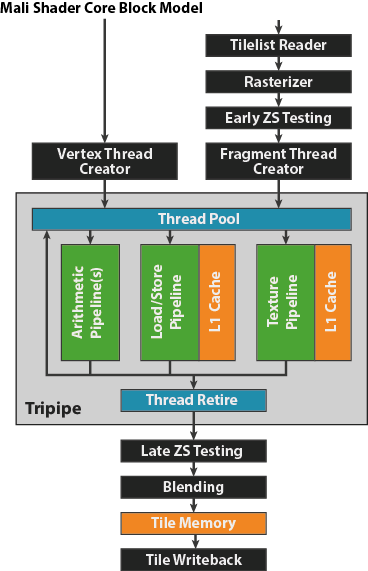 Mali Shader Core Block Model
Tilelist Reader
Rasterizer
Early ZS Testing
Vertex Thread
Creator
Fragment Thread
Creator
Thread Pool
Arithmetic
Pipeline(s)
Load/Store
Pipeline
L1 Cache
Texture
Pipeline
L1 Cache
Thread Retire
Tripipe
Late ZS Testing
Blending
Tile Memory
Tile Writeback